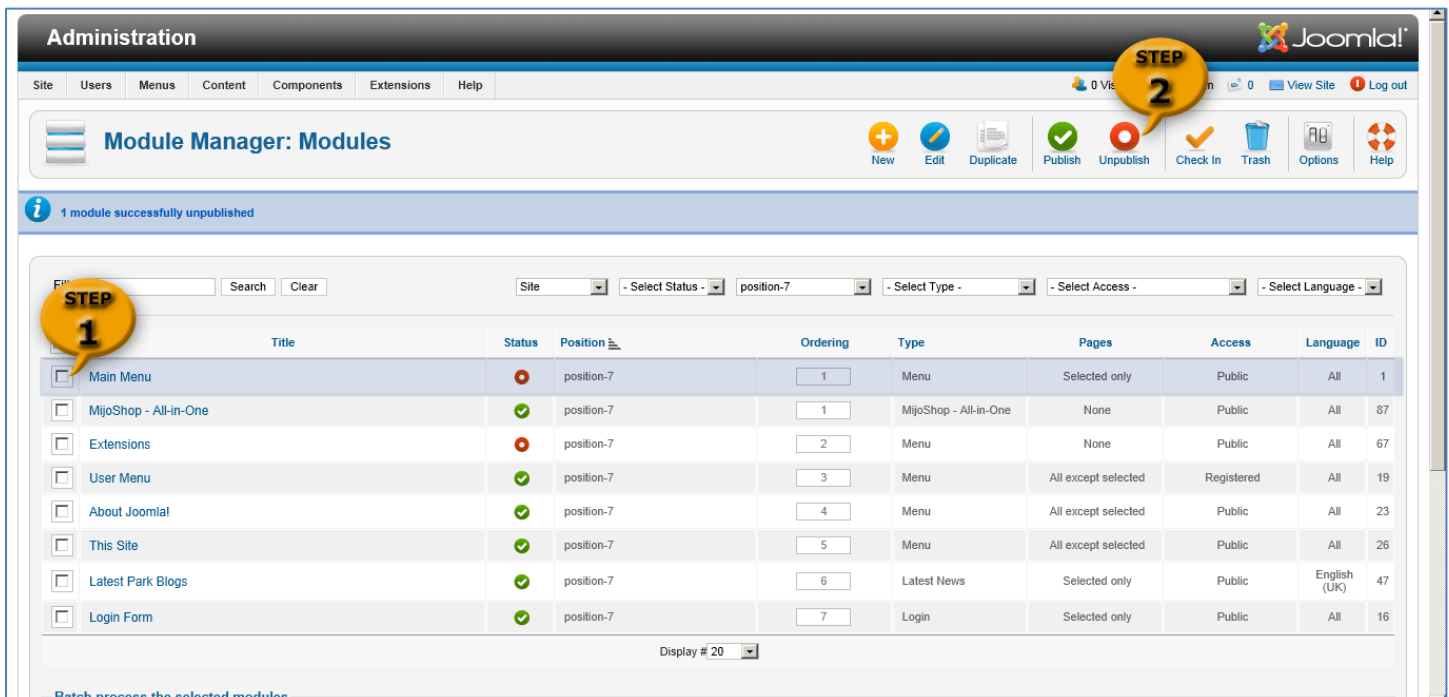 Administration
Joomla!
STEP
2
Site Users Menus Content Components Extensions Help
0 View Site Log out
Module Manager: Modules
New Edit Duplicate Publish Unpublish Check In Trash Options Help
1 module successfully unpublished
Search Clear Site - Select Status - position-7 - Select Type - - Select Access - - Select Language -
STEP
1
Title Status Position Ordering Type Pages Access Language ID
Main Menu position-7 1 Menu Selected only Public All 1
MijoShop - All-in-One position-7 1 MijoShop - All-in-One None Public All 87
Extensions position-7 2 Menu None Public All 67
User Menu position-7 3 Menu All except selected Registered All 19
About Joomla! position-7 4 Menu All except selected Public All 23
This Site position-7 5 Menu All except selected Public All 26
Latest Park Blogs position-7 6 Latest News Selected only Public English (UK) 47
Login Form position-7 7 Login Selected only Public All 16
Display # 20
Batch process the selected modules